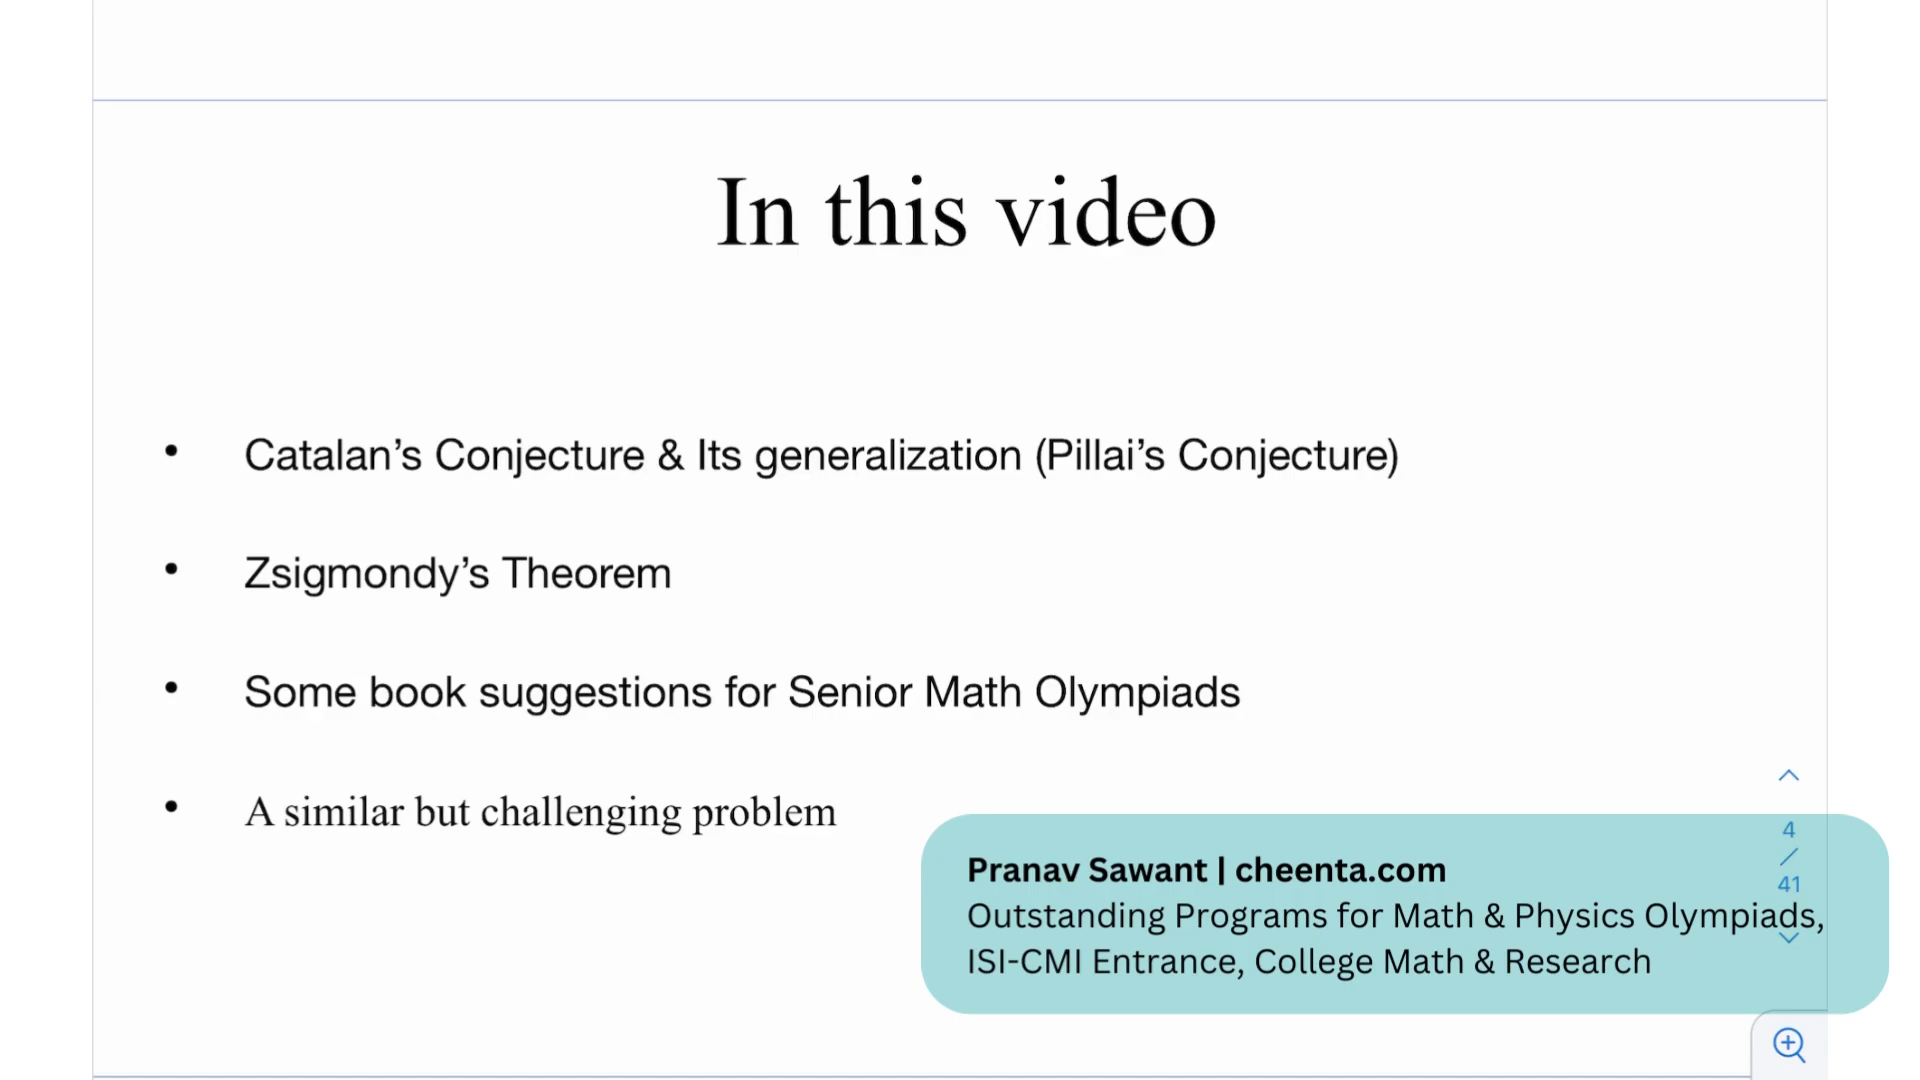 In this video
• Catalan’s Conjecture & Its generalization (Pillai’s Conjecture)
• Zsigmondy’s Theorem
• Some book suggestions for Senior Math Olympiads
• A similar but challenging problem
4
/
41
Pranav Sawant | cheenta.com
Outstanding Programs for Math & Physics Olympiads,
ISI-CMI Entrance, College Math & Research